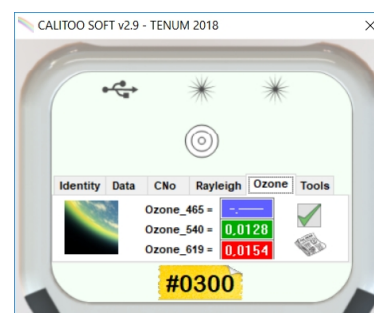 CALITOO SOFT v2.9 - TENUM 2018
Identity Data CNo Rayleigh Ozone Tools
Ozone_465 = -.----
Ozone_540 = 0,0128
Ozone_619 = 0,0154
#0300